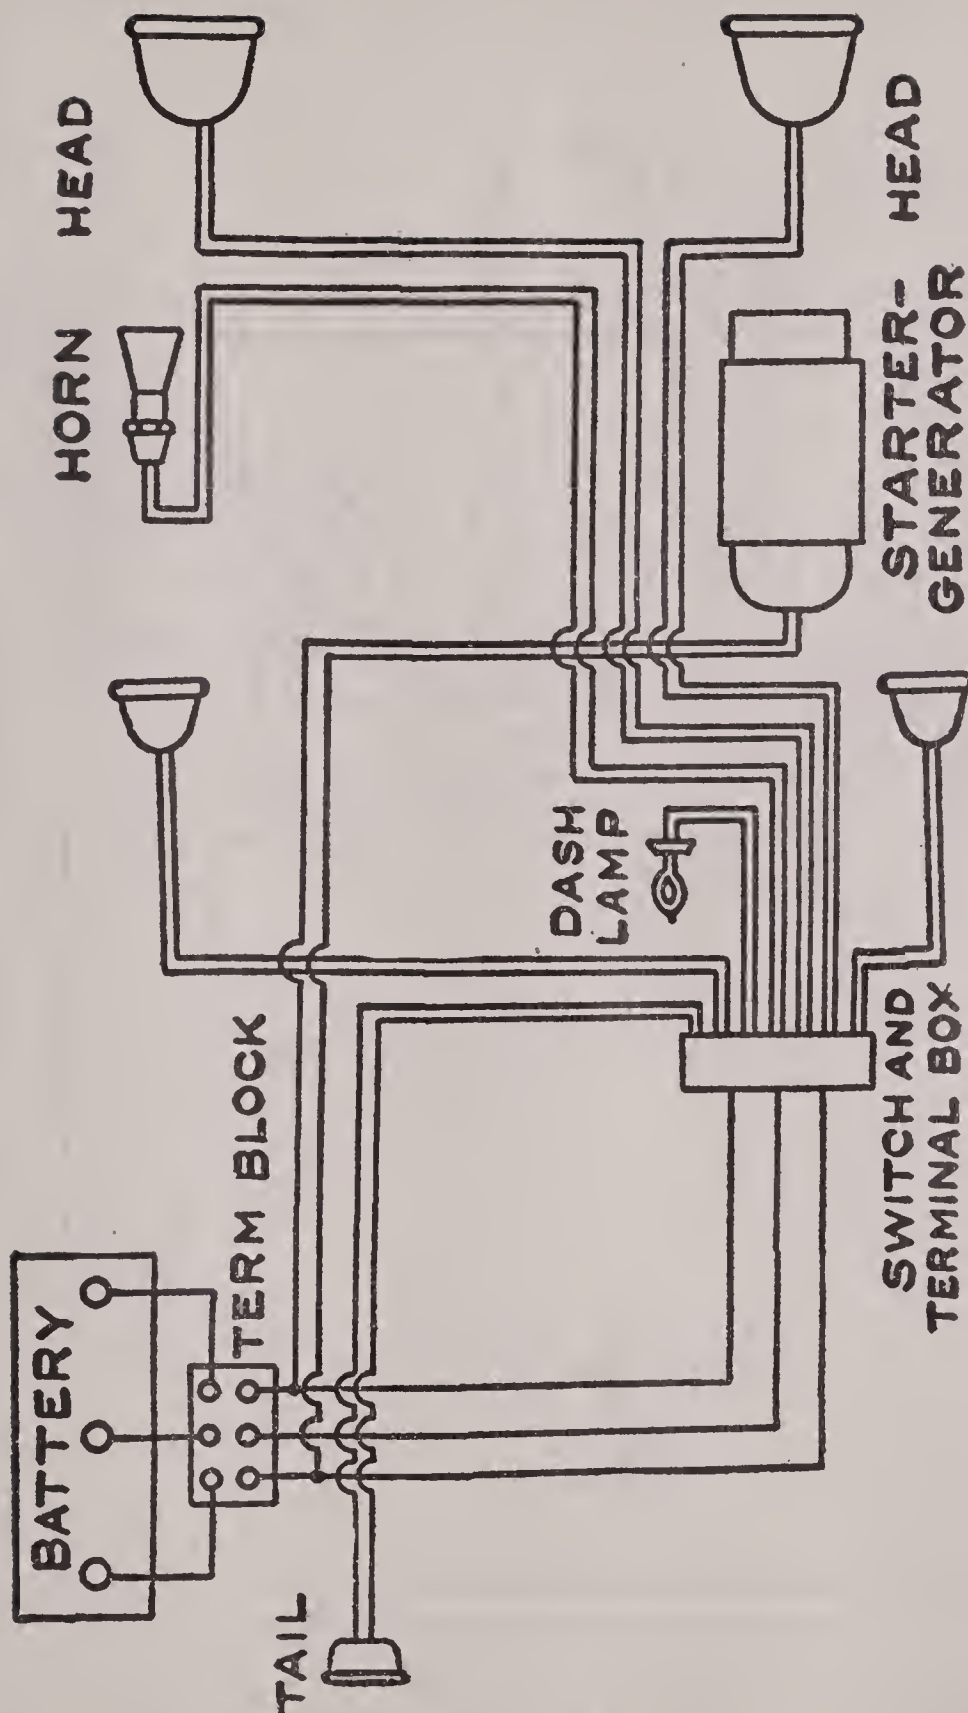 HEAD
HEAD
HORN
STARTER-
GENERATOR
DASH
LAMP
TERM BLOCK
SWITCH AND
TERMINAL BOX
BATTERY
TAIL